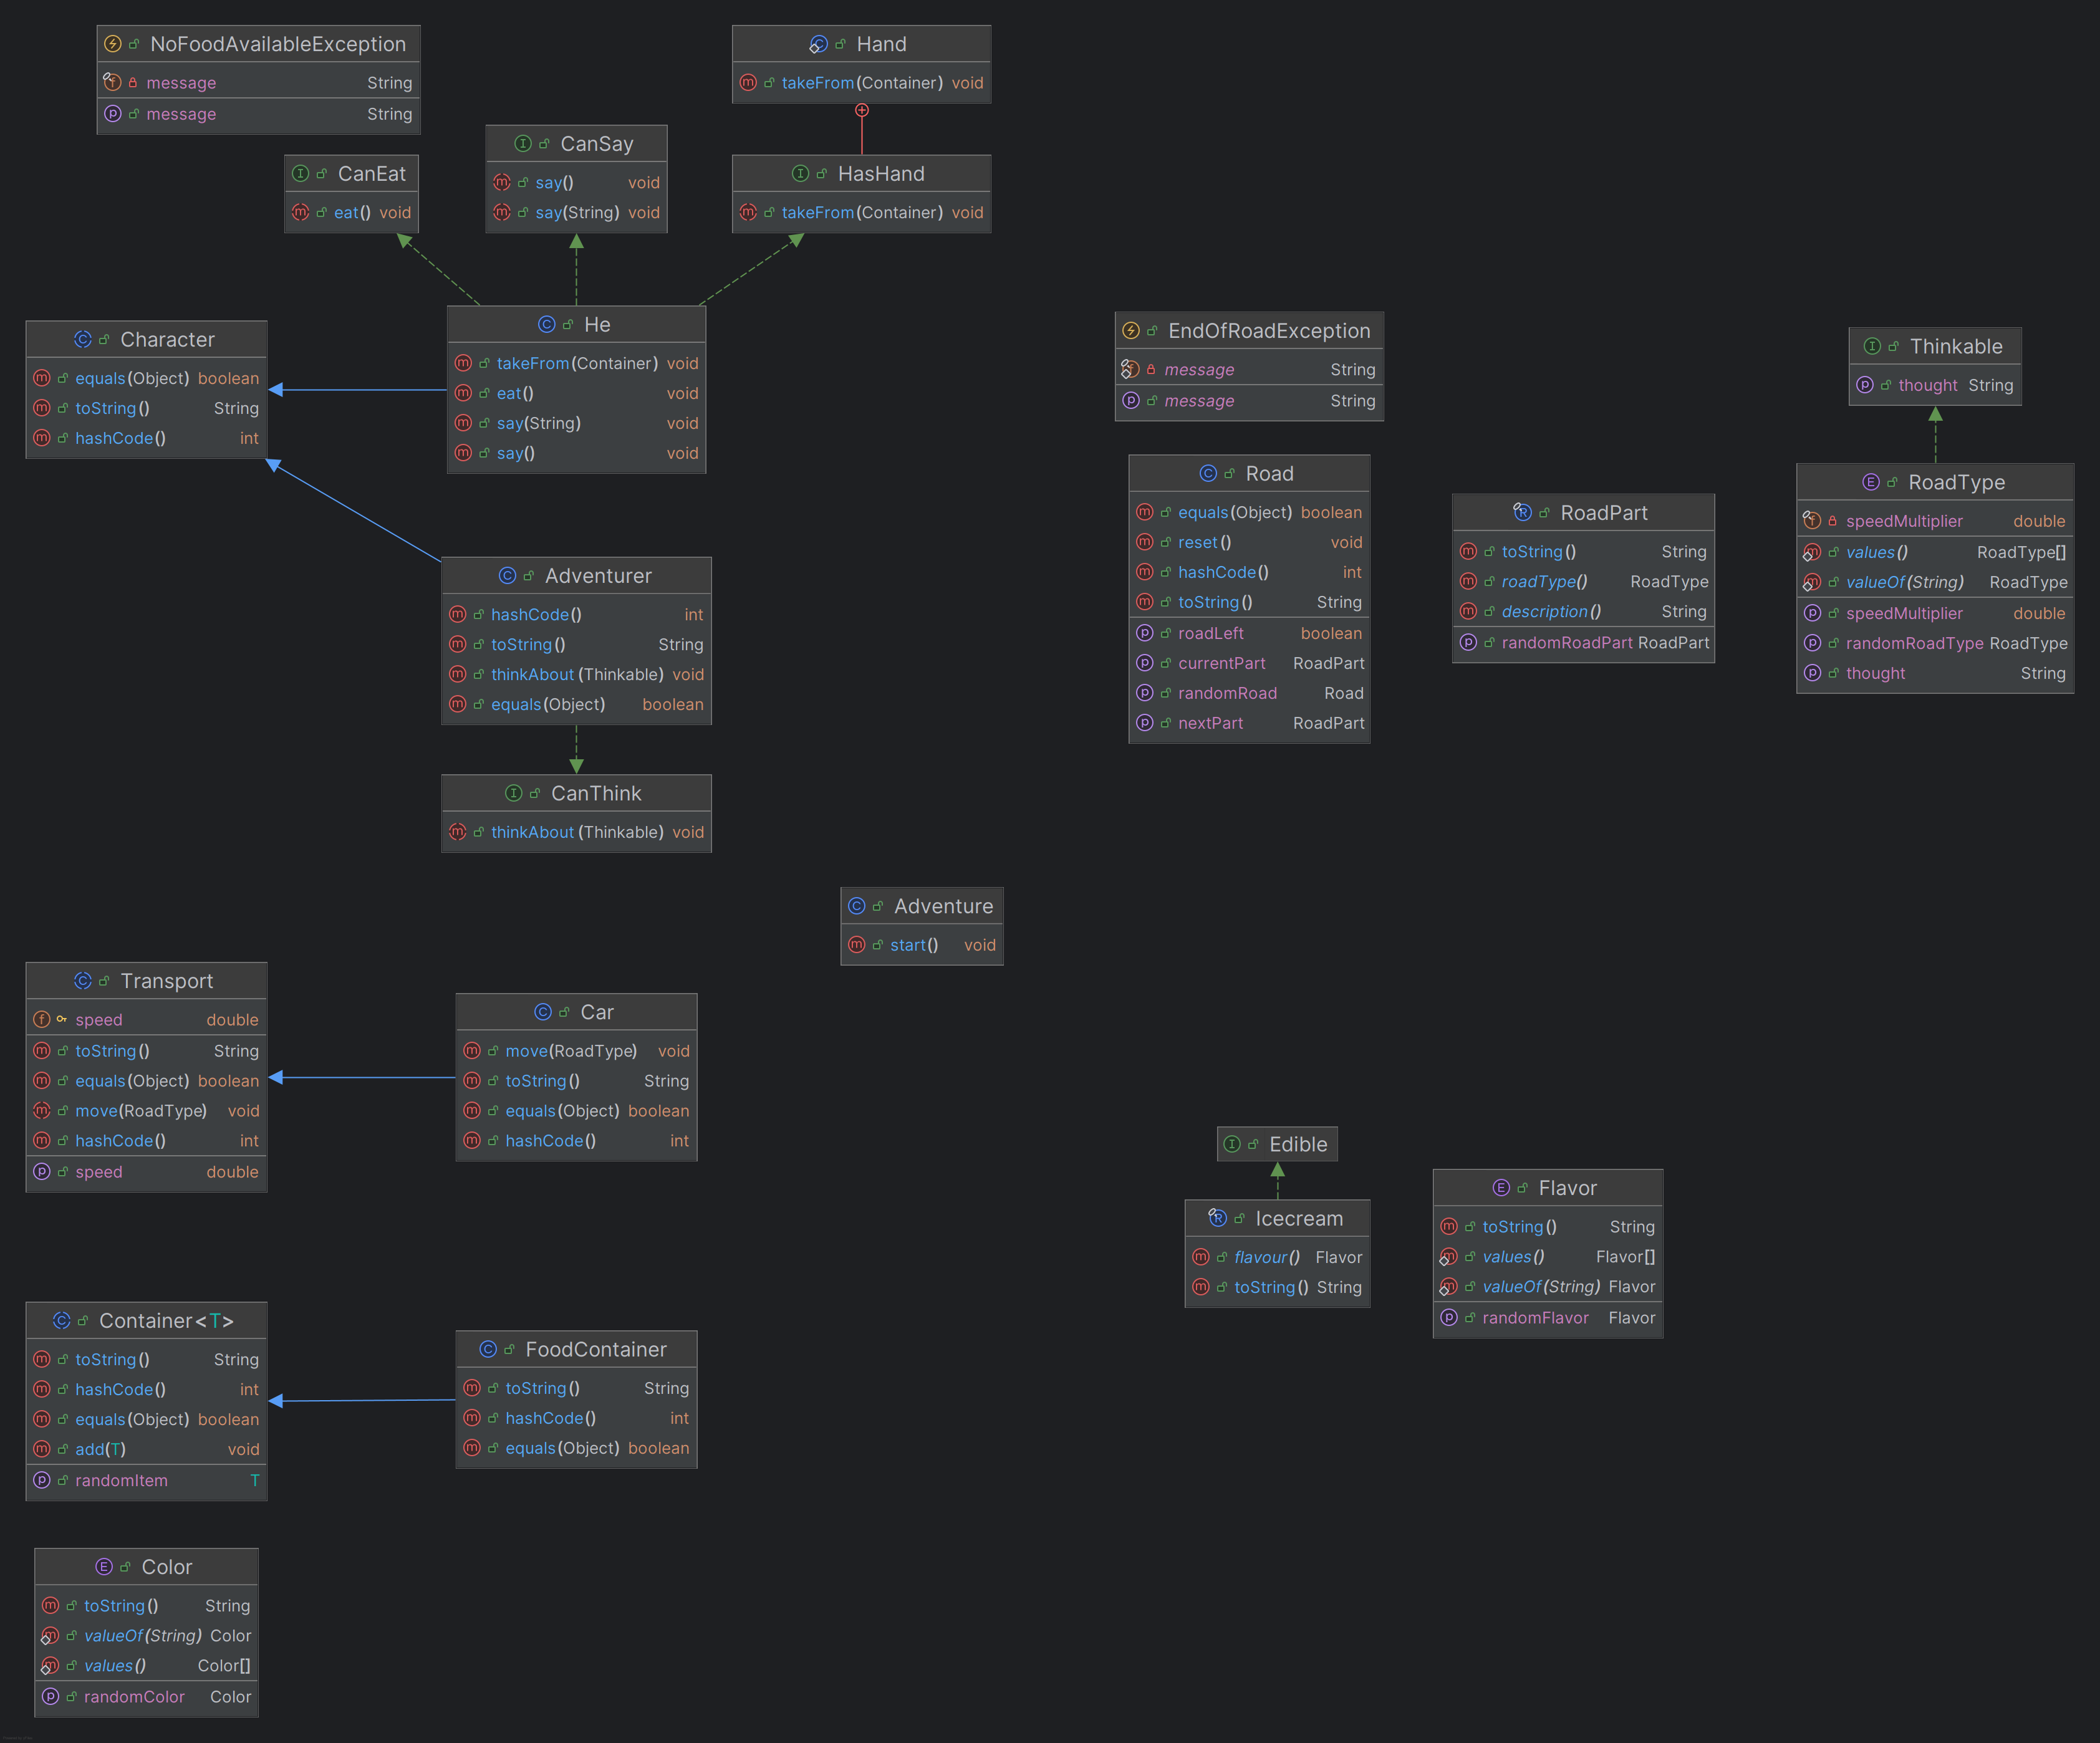 NoFoodAvailableException
message String
message String
Hand
takeFrom(Container) void
CanSay
say() void
say(String) void
CanEat
eat() void
HasHand
takeFrom(Container) void
He
takeFrom(Container) void
eat() void
say(String) void
say() void
Character
equals(Object) boolean
toString() String
hashCode() int
EndOfRoadException
message String
message String
Thinkable
thought String
Road
equals(Object) boolean
reset() void
hashCode() int
toString() String
roadLeft boolean
currentPart RoadPart
randomRoad Road
nextPart RoadPart
RoadPart
toString() String
roadType() RoadType
description() String
randomRoadPart RoadPart
RoadType
speedMultiplier double
values() RoadType[]
valueOf(String) RoadType
speedMultiplier double
randomRoadType RoadType
thought String
Adventurer
hashCode() int
toString() String
thinkAbout(Thinkable) void
equals(Object) boolean
CanThink
thinkAbout(Thinkable) void
Adventure
start() void
Transport
speed double
toString() String
equals(Object) boolean
move(RoadType) void
hashCode() int
speed double
Car
move(RoadType) void
toString() String
equals(Object) boolean
hashCode() int
Edible
Icecream
flavour() Flavor
toString() String
Flavor
toString() String
values() Flavor[]
valueOf(String) Flavor
randomFlavor Flavor
Container<T>
toString() String
hashCode() int
equals(Object) boolean
add(T) void
randomItem T
FoodContainer
toString() String
hashCode() int
equals(Object) boolean
Color
toString() String
valueOf(String) Color
values() Color[]
randomColor Color